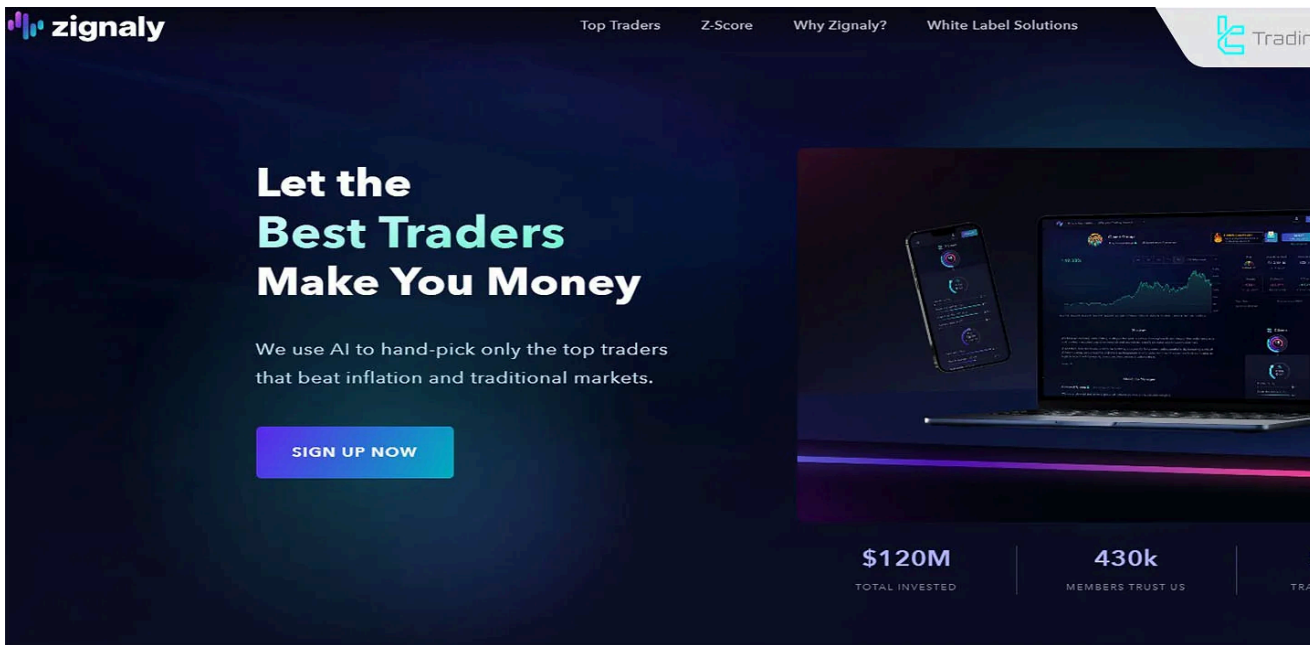 zignaly
Top Traders
Z-Score
Why Zignaly?
White Label Solutions
Tradin
Let the
Best Traders
Make You Money
We use AI to hand-pick only the top traders
that beat inflation and traditional markets.
SIGN UP NOW
$120M
430k
TOTAL INVESTED
MEMBERS TRUST US
TRA